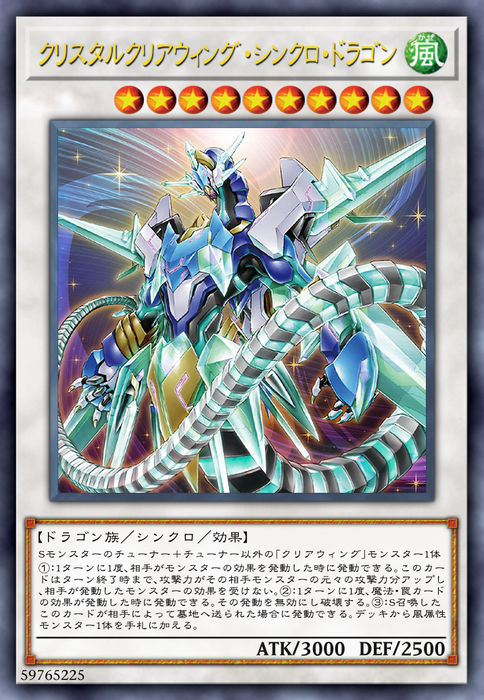 クリスタルクリアウィング・シンクロ・ドラゴン
かぜ
風
【ドラゴン族／シンクロ／効果】
Sモンスターのチューナー＋チューナー以外の「クリアウィング」モンスター1体
①：1ターンに1度、相手がモンスターの効果を発動した時に発動できる。このカ
ードはターン終了時まで、攻撃力がその相手モンスターの元々の攻撃力分アップし
、相手が発動したモンスターの効果を受けない。②：1ターンに1度、魔法・罠カード
の効果が発動した時に発動できる。その発動を無効にし破壊する。③：S召喚した
このカードが相手によって墓地へ送られた場合に発動できる。デッキから風属性
モンスター1体を手札に加える。
ATK/3000 DEF/2500
59765225